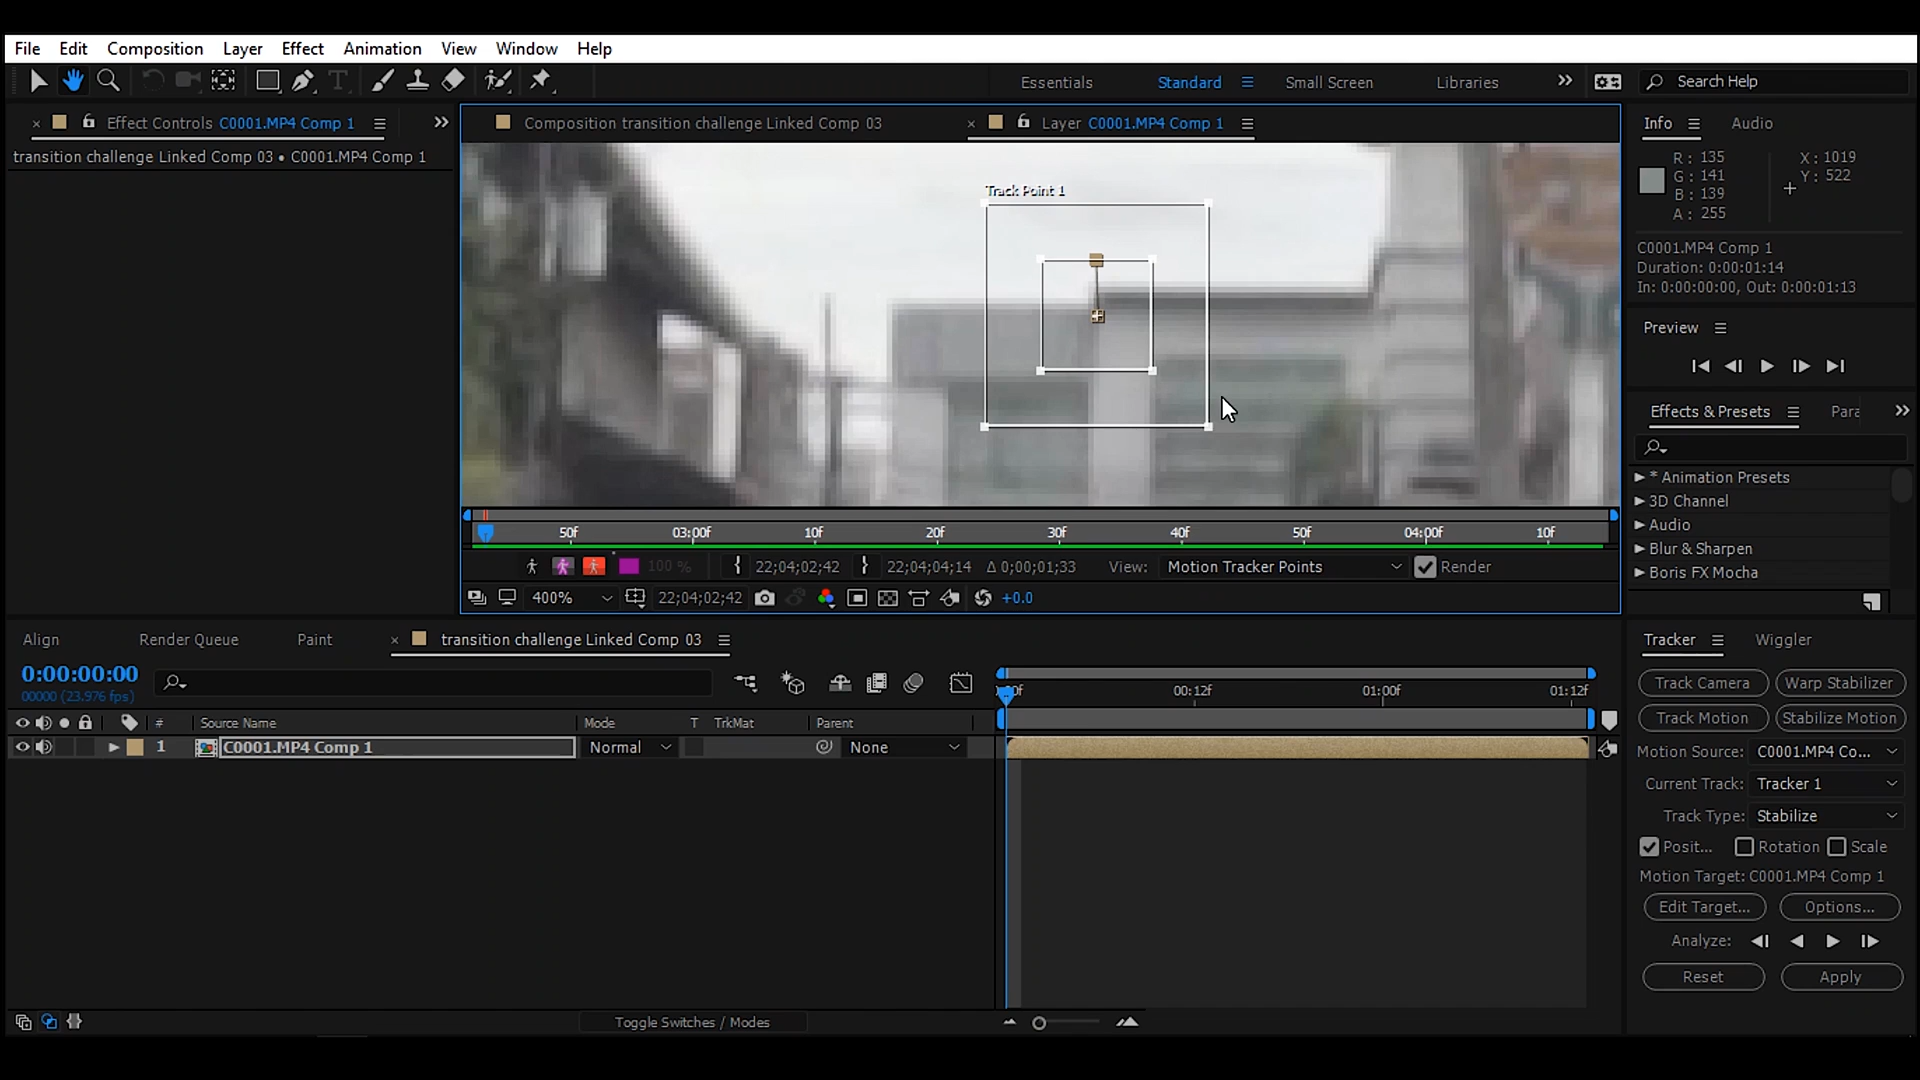 File Edit Composition Layer Effect Animation View Window Help
Essentials Standard Small Screen Libraries Search Help
Effect Controls C0001.MP4 Comp 1
Composition transition challenge Linked Comp 03
Layer C0001.MP4 Comp 1
Info Audio
transition challenge Linked Comp 03 • C0001.MP4 Comp 1
R: 135
G: 141
B: 139
A: 255
X: 1019
Y: 522
Track Point 1
C0001.MP4 Comp 1
Duration: 0:00:01:14
In: 0:00:00:00, Out: 0:00:01:13
Preview
Effects & Presets Para
* Animation Presets
3D Channel
Audio
Blur & Sharpen
Boris FX Mocha
50f 03:00f 10f 20f 30f 40f 50f 04:00f 10f
100 % 22;04;02;42 22;04;04;14 Δ 0;00;01;33 View: Motion Tracker Points Render
400% 22;04;02;42 +0.0
Align Render Queue Paint transition challenge Linked Comp 03
0:00:00:00
00000 (23.976 fps)
00:12f 01:00f 01:12f
# Source Name Mode T TrkMat Parent
1 C0001.MP4 Comp 1 Normal None
Toggle Switches / Modes
Tracker Wiggler
Track Camera Warp Stabilizer
Track Motion Stabilize Motion
Motion Source: C0001.MP4 Co...
Current Track: Tracker 1
Track Type: Stabilize
Posit... Rotation Scale
Motion Target: C0001.MP4 Comp 1
Edit Target... Options...
Analyze:
Reset Apply